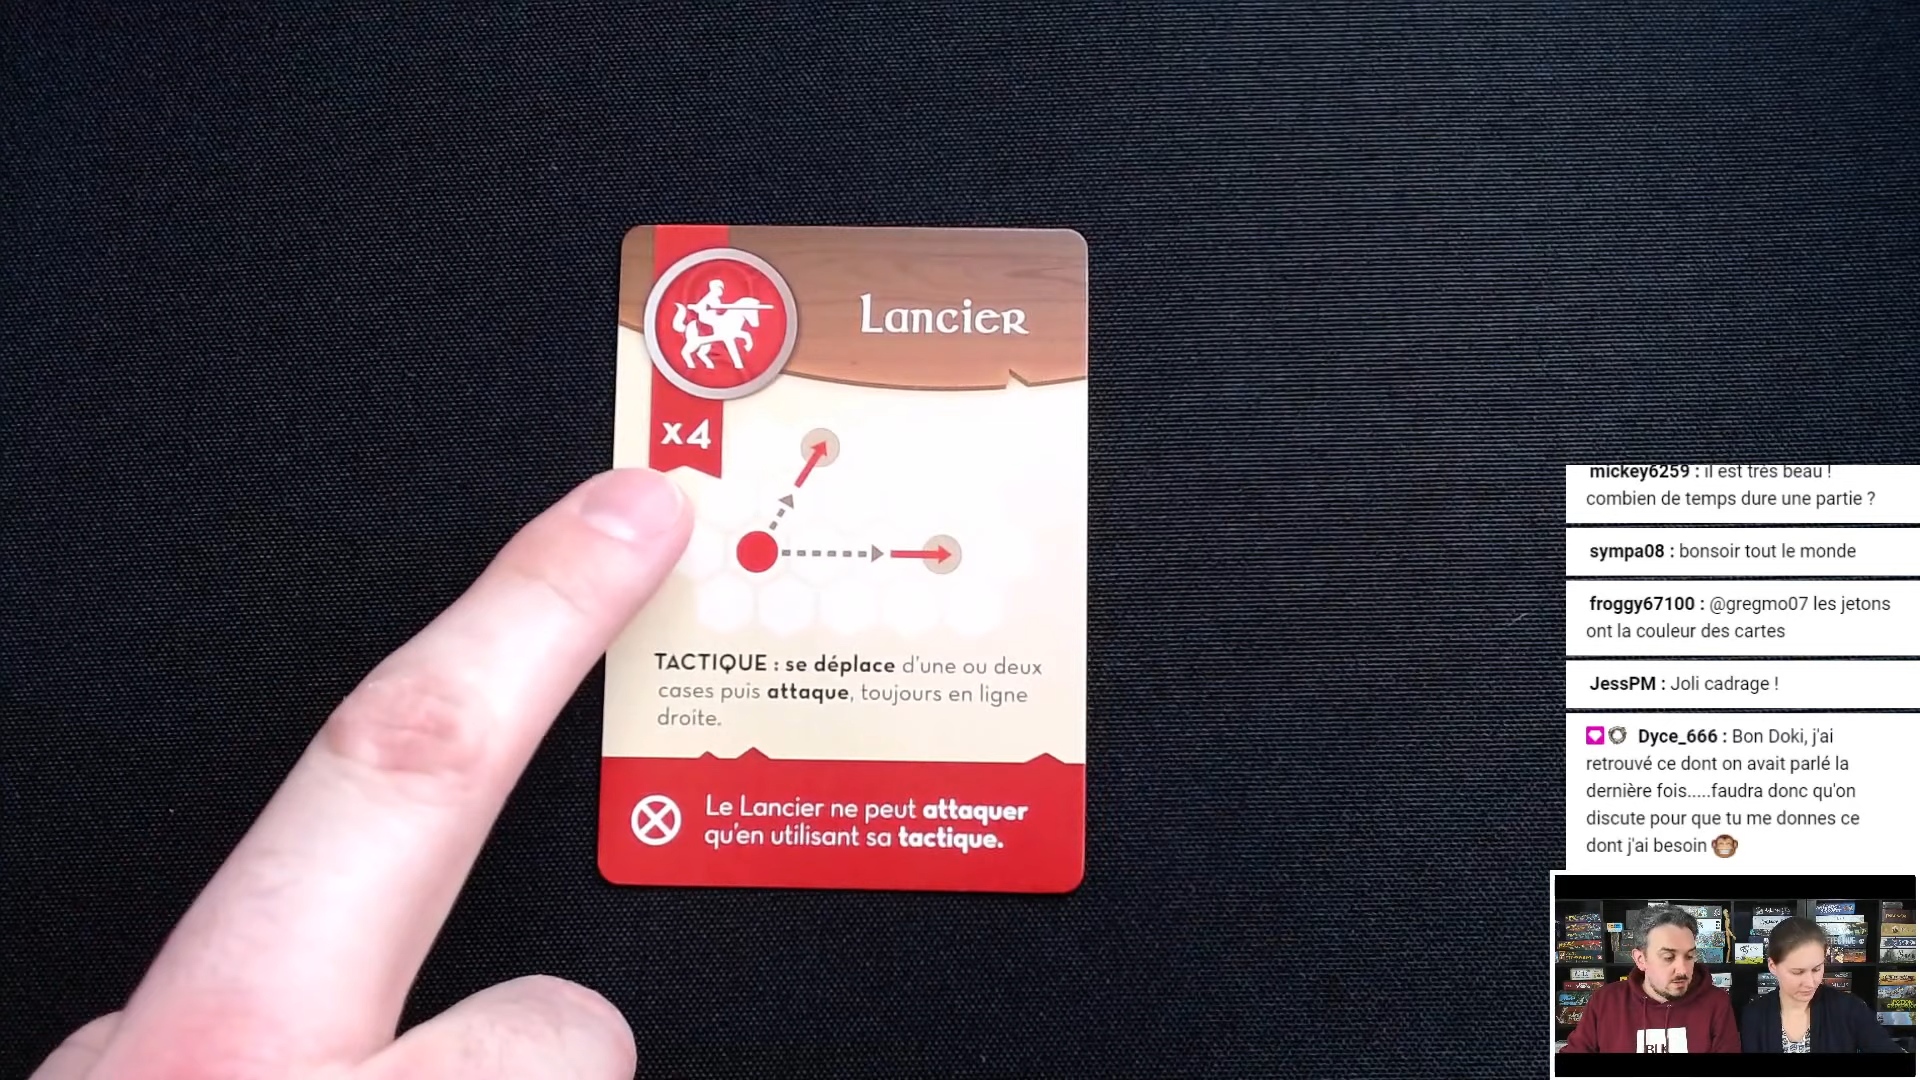 Lancier
x4
TACTIQUE : se déplace d'une ou deux
cases puis attaque, toujours en ligne
droite.
Le Lancier ne peut attaquer
qu'en utilisant sa tactique.
mickey6259 : il est très beau !
combien de temps dure une partie ?
sympa08 : bonsoir tout le monde
froggy67100 : @gregmo07 les jetons
ont la couleur des cartes
JessPM : Joli cadrage !
Dyce_666 : Bon Doki, j'ai
retrouvé ce dont on avait parlé la
dernière fois.....faudra donc qu'on
discute pour que tu me donnes ce
dont j'ai besoin